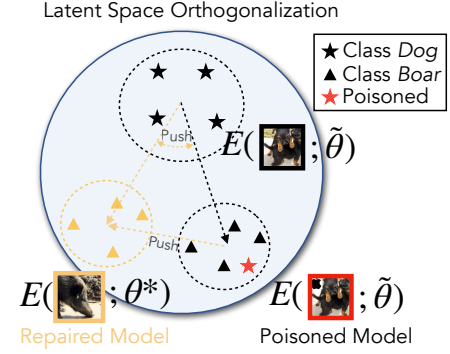 Latent Space Orthogonalization
★ Class Dog
▲ Class Boar
★ Poisoned
Push
E( ; θ̃)
Push
E( ; θ*)
E( ; θ̃)
Repaired Model
Poisoned Model